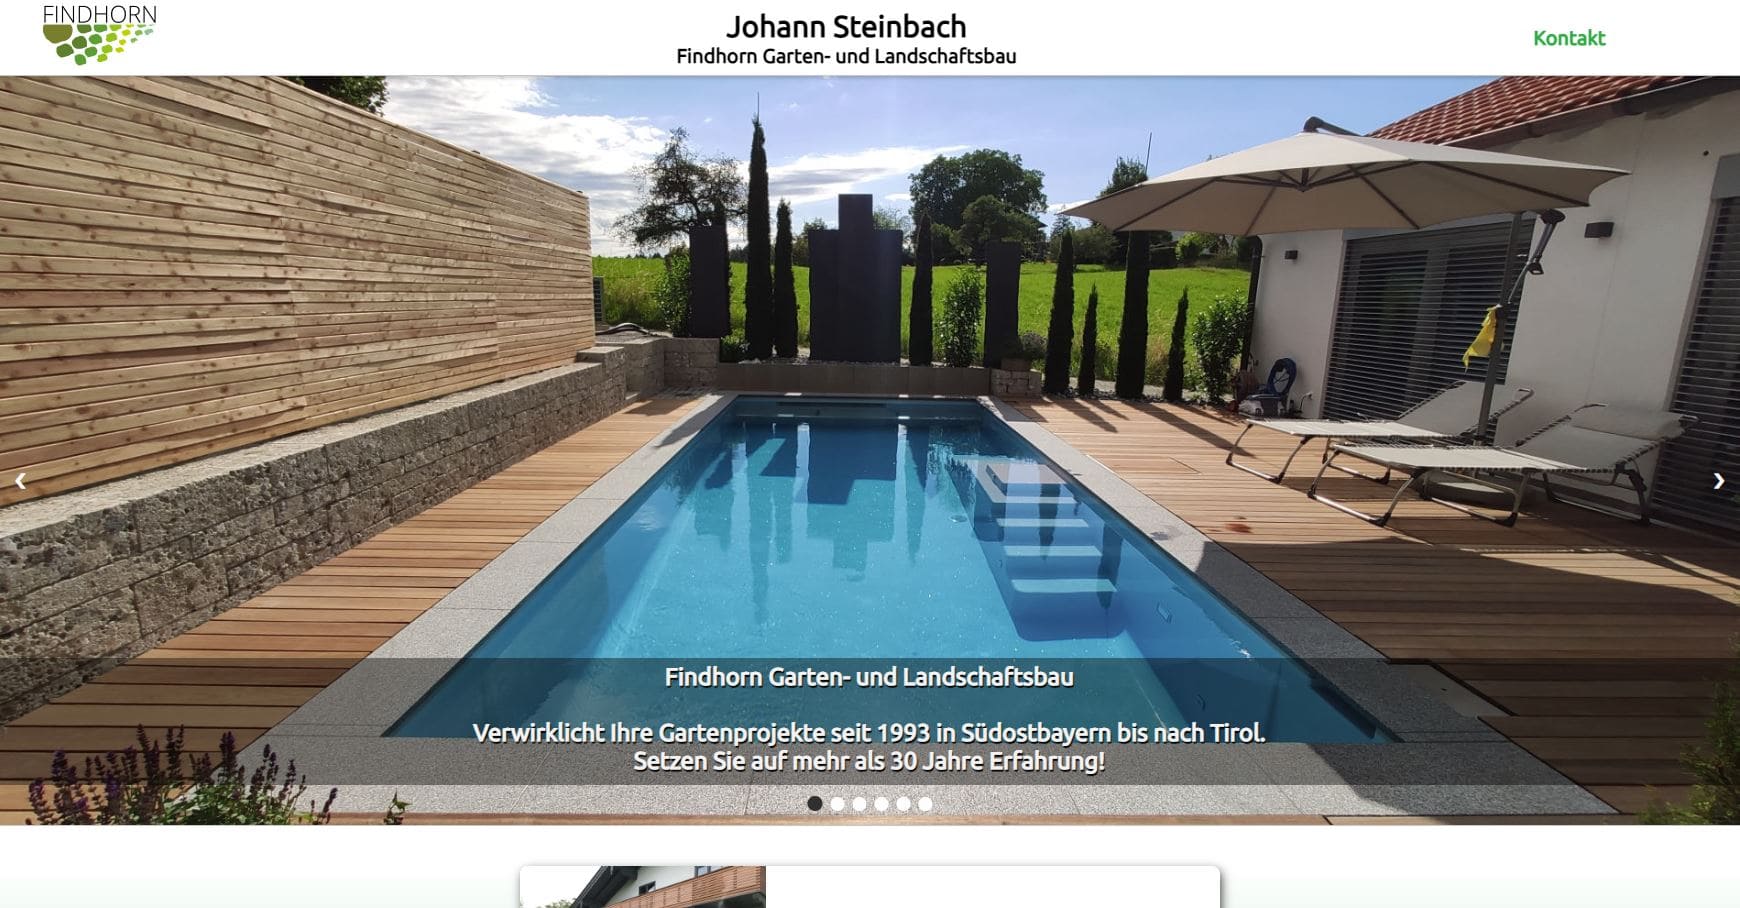 FINDHORN
Johann Steinbach
Findhorn Garten- und Landschaftsbau
Kontakt
Findhorn Garten- und Landschaftsbau
Verwirklicht Ihre Gartenprojekte seit 1993 in Südostbayern bis nach Tirol.
Setzen Sie auf mehr als 30 Jahre Erfahrung!